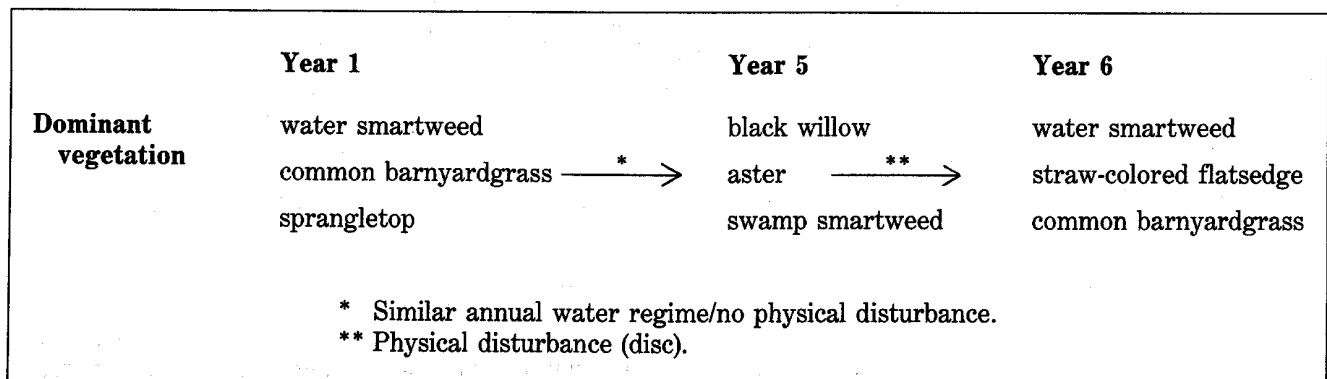 Year 1 Year 5 Year 6
Dominant water smartweed black willow water smartweed
vegetation
common barnyardgrass * aster ** straw-colored flatsedge
sprangletop swamp smartweed common barnyardgrass
* Similar annual water regime/no physical disturbance.
** Physical disturbance (disc).